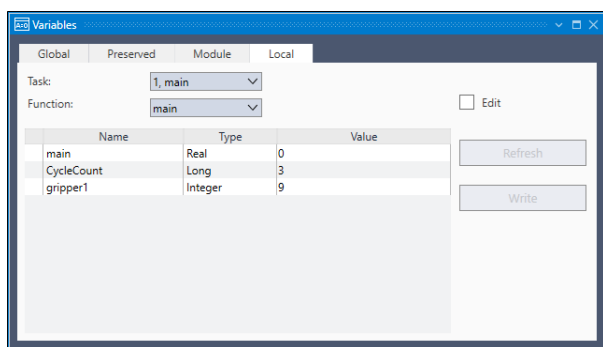 A=0 Variables
Global Preserved Module Local
Task: 1, main
Function: main
Edit
Name Type Value
main Real 0
CycleCount Long 3
gripper1 Integer 9
Refresh
Write